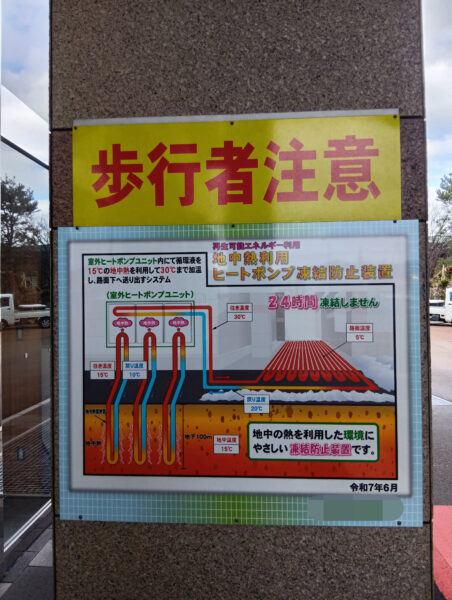 歩行者注意
再生可能エネルギー利用
地中熱利用
ヒートポンプ凍結防止装置
室外ヒートポンプユニット内にて循環液を
15℃の地中熱を利用して30℃まで加温
し、路面下へ送り出すシステム
(室外ヒートポンプユニット)
24時間 凍結しません
往き温度
30℃
路面温度
5℃
往き温度
15℃
戻り温度
10℃
戻り温度
20℃
地中熱
地下100m
地中温度
15℃
地中の熱を利用した環境に
やさしい凍結防止装置です。
令和7年6月